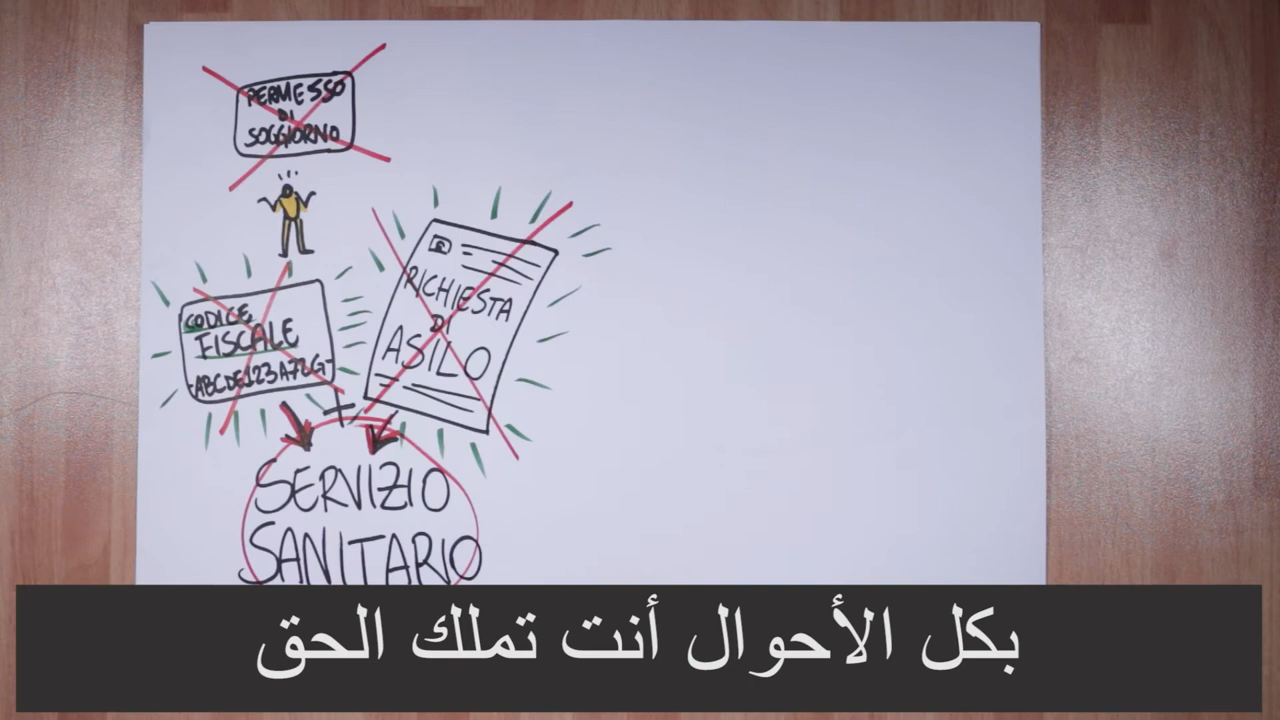 PERMESSO
DI
SOGGIORNO
CODICE
FISCALE
-ABCDE123A72G-
RICHIESTA
DI
ASILO
+
SERVIZIO
SANITARIO
بكل الأحوال أنت تملك الحق